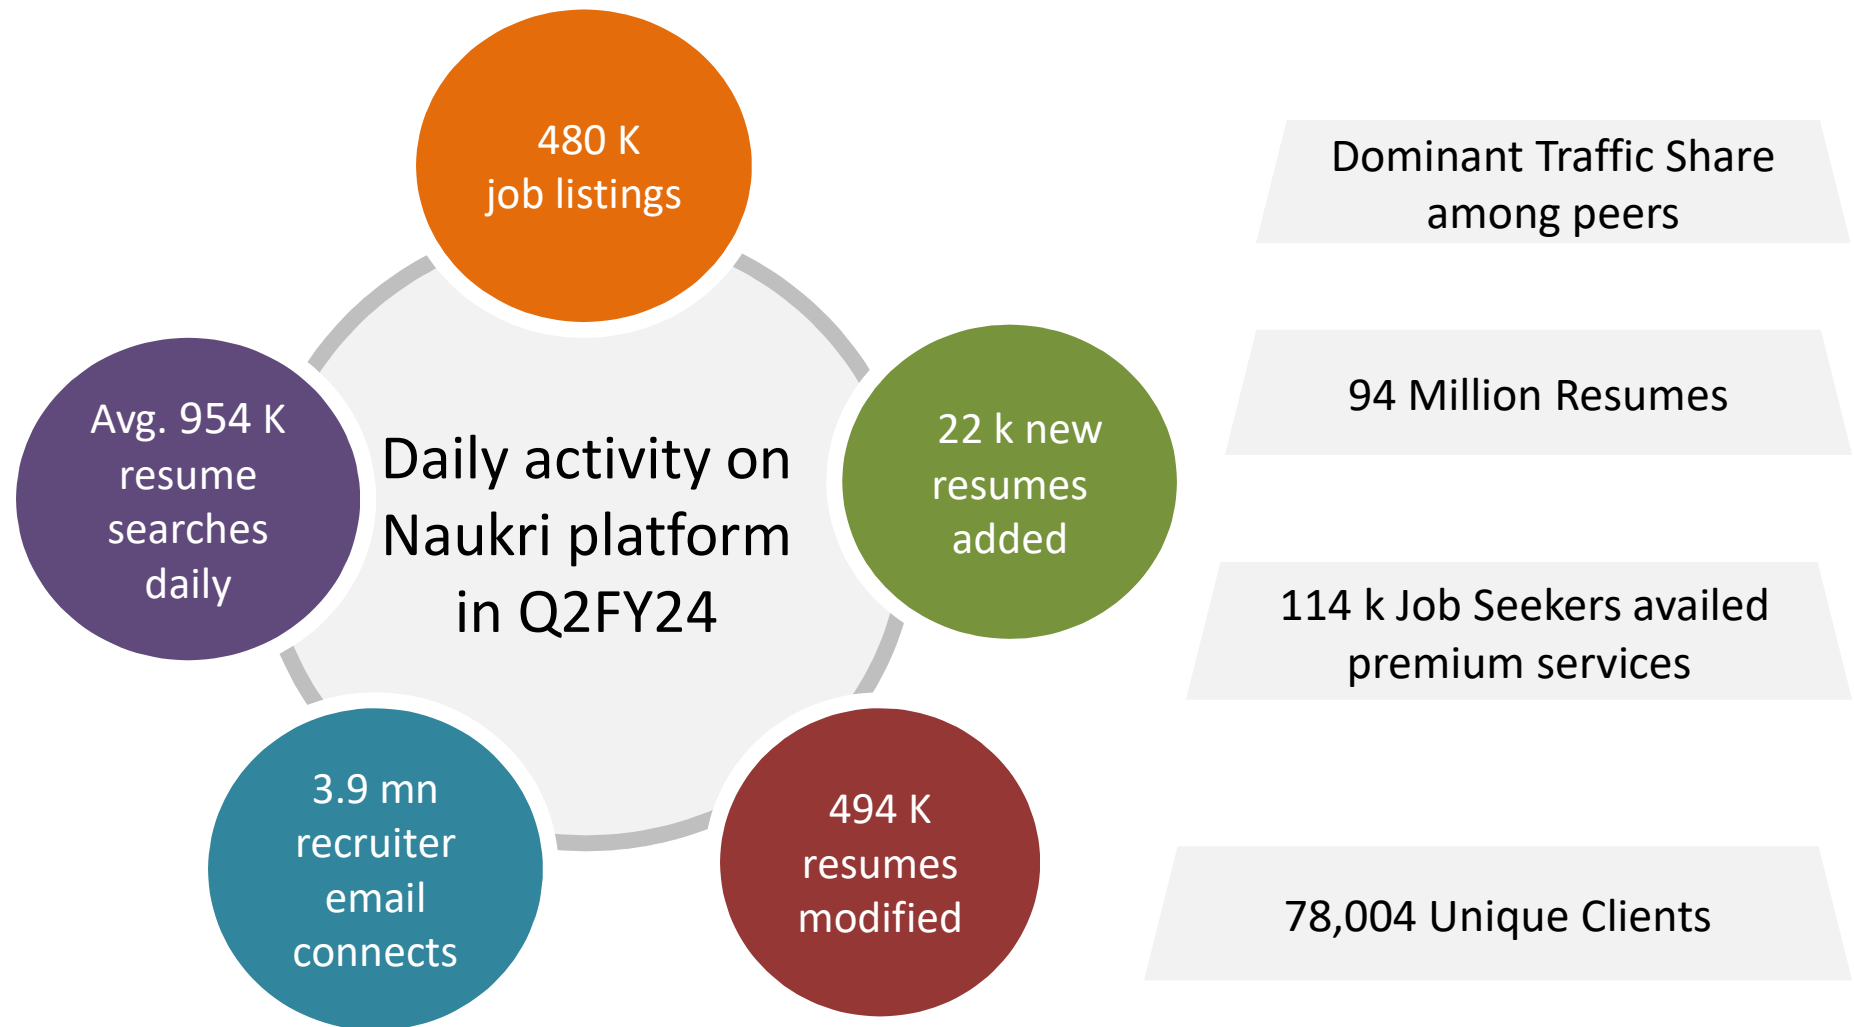 480 K
job listings
Avg. 954 K
resume
searches
daily
Daily activity on
Naukri platform
in Q2FY24
22 k new
resumes
added
3.9 mn
recruiter
email
connects
494 K
resumes
modified
Dominant Traffic Share
among peers
94 Million Resumes
114 k Job Seekers availed
premium services
78,004 Unique Clients